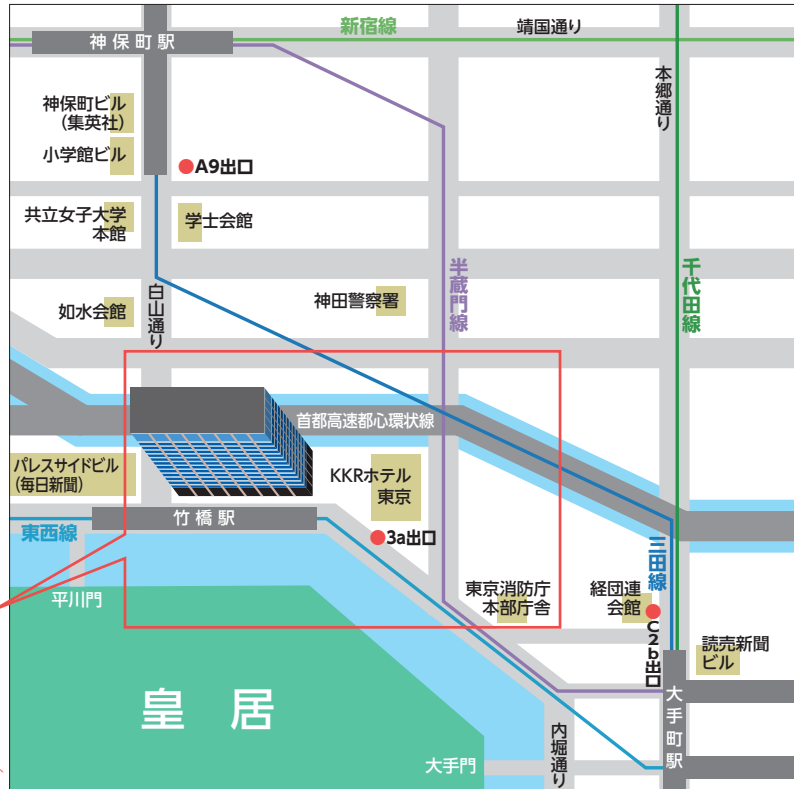 新宿線
靖国通り
神保町駅
本郷通り
神保町ビル
(集英社)
小学館ビル
A9出口
共立女子大学
本館
学士会館
半蔵門線
千代田線
白山通り
如水会館
神田警察署
首都高速都心環状線
パレスサイドビル
(毎日新聞)
KKRホテル
東京
竹橋駅
東西線
3a出口
三田線
平川門
東京消防庁
本部庁舎
経団連
会館
C2b出口
読売新聞
ビル
皇居
大手町駅
内堀通り
大手門